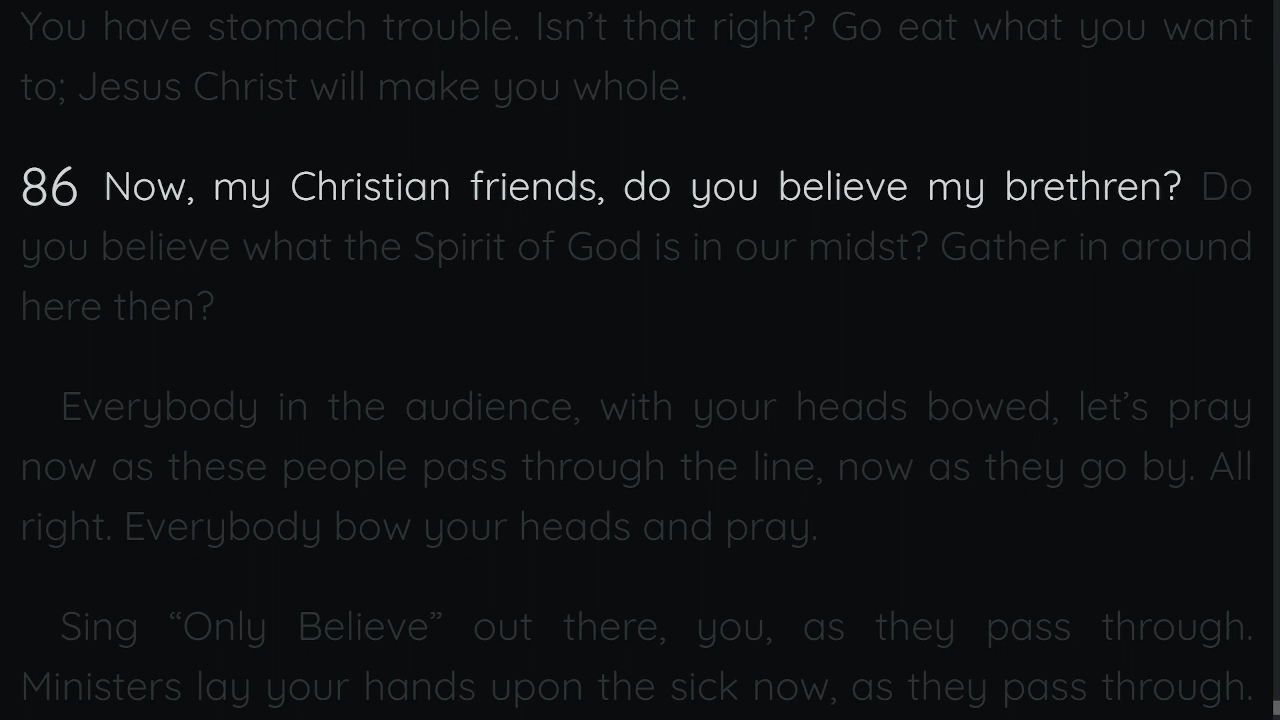 You have stomach trouble. Isn’t that right? Go eat what you want
to; Jesus Christ will make you whole.
86 Now, my Christian friends, do you believe my brethren? Do
you believe what the Spirit of God is in our midst? Gather in around
here then?
Everybody in the audience, with your heads bowed, let’s pray
now as these people pass through the line, now as they go by. All
right. Everybody bow your heads and pray.
Sing “Only Believe” out there, you, as they pass through.
Ministers lay your hands upon the sick now, as they pass through.